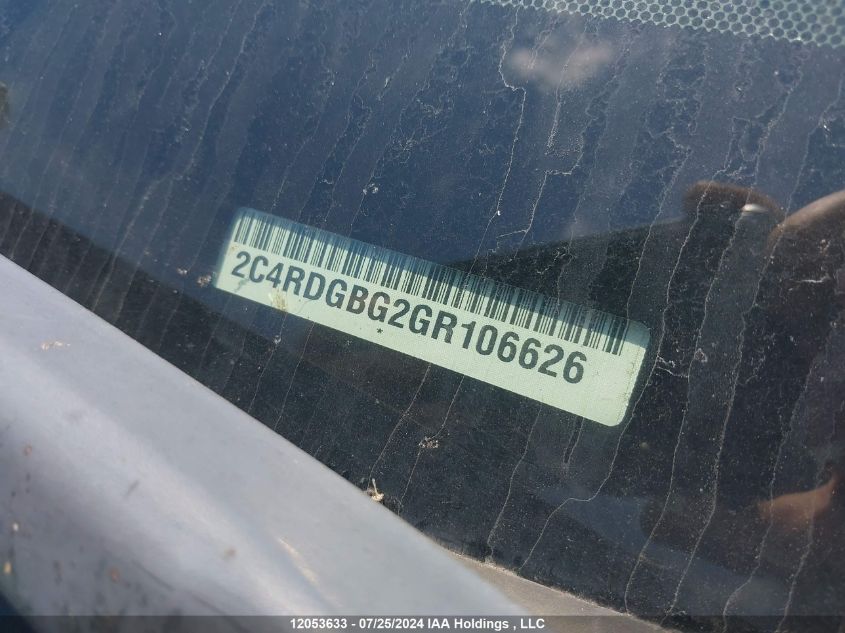 2C4RDGBG2GR106626
*
12053633 - 07/25/2024 IAA Holdings , LLC